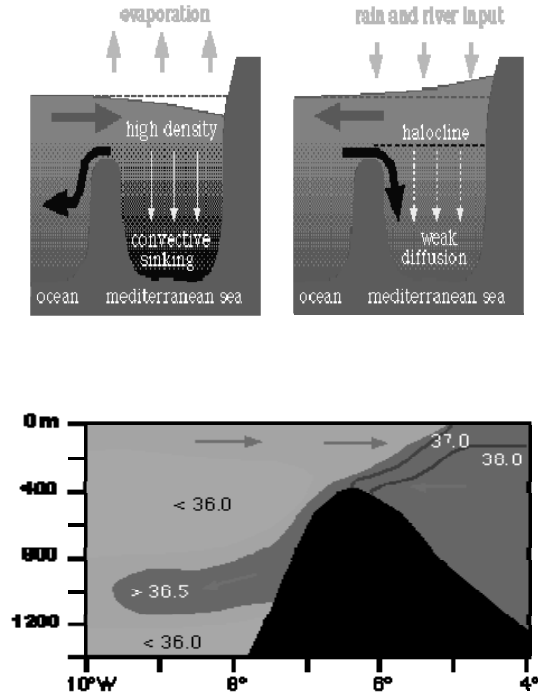 evaporation
rain and river input
high density
convective
sinking
ocean
mediterranean sea
halocline
weak
diffusion
ocean
mediterranean sea
0 m
400
800
1200
37.0
38.0
< 36.0
> 36.5
< 36.0
10°W
8°
6°
4°